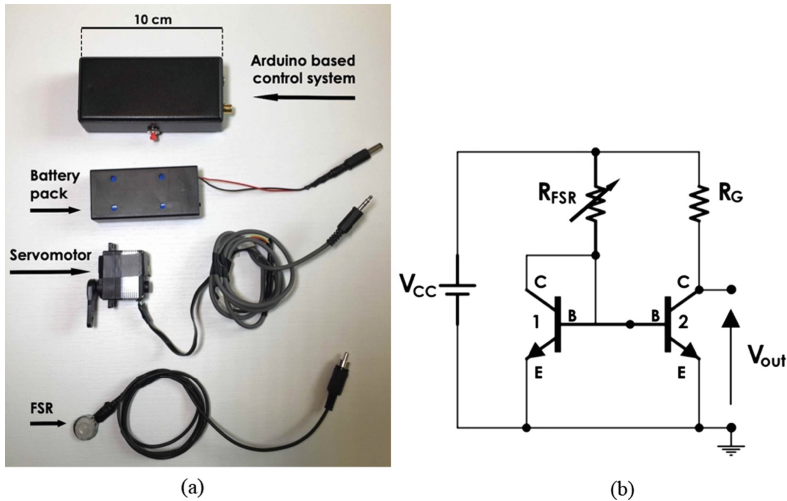 10 cm
Arduino based
control system
Battery
pack
Servomotor
FSR
(a)
RFSR
RG
VCC
C
1
B
E
C
B
2
E
Vout
(b)